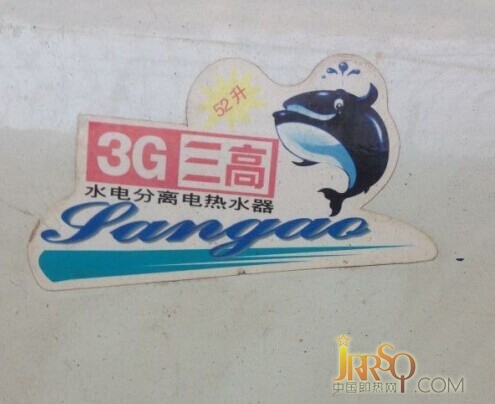 52升
3G三高
水电分离电热水器
Sangao
JRRSQ
中国即热网.COM